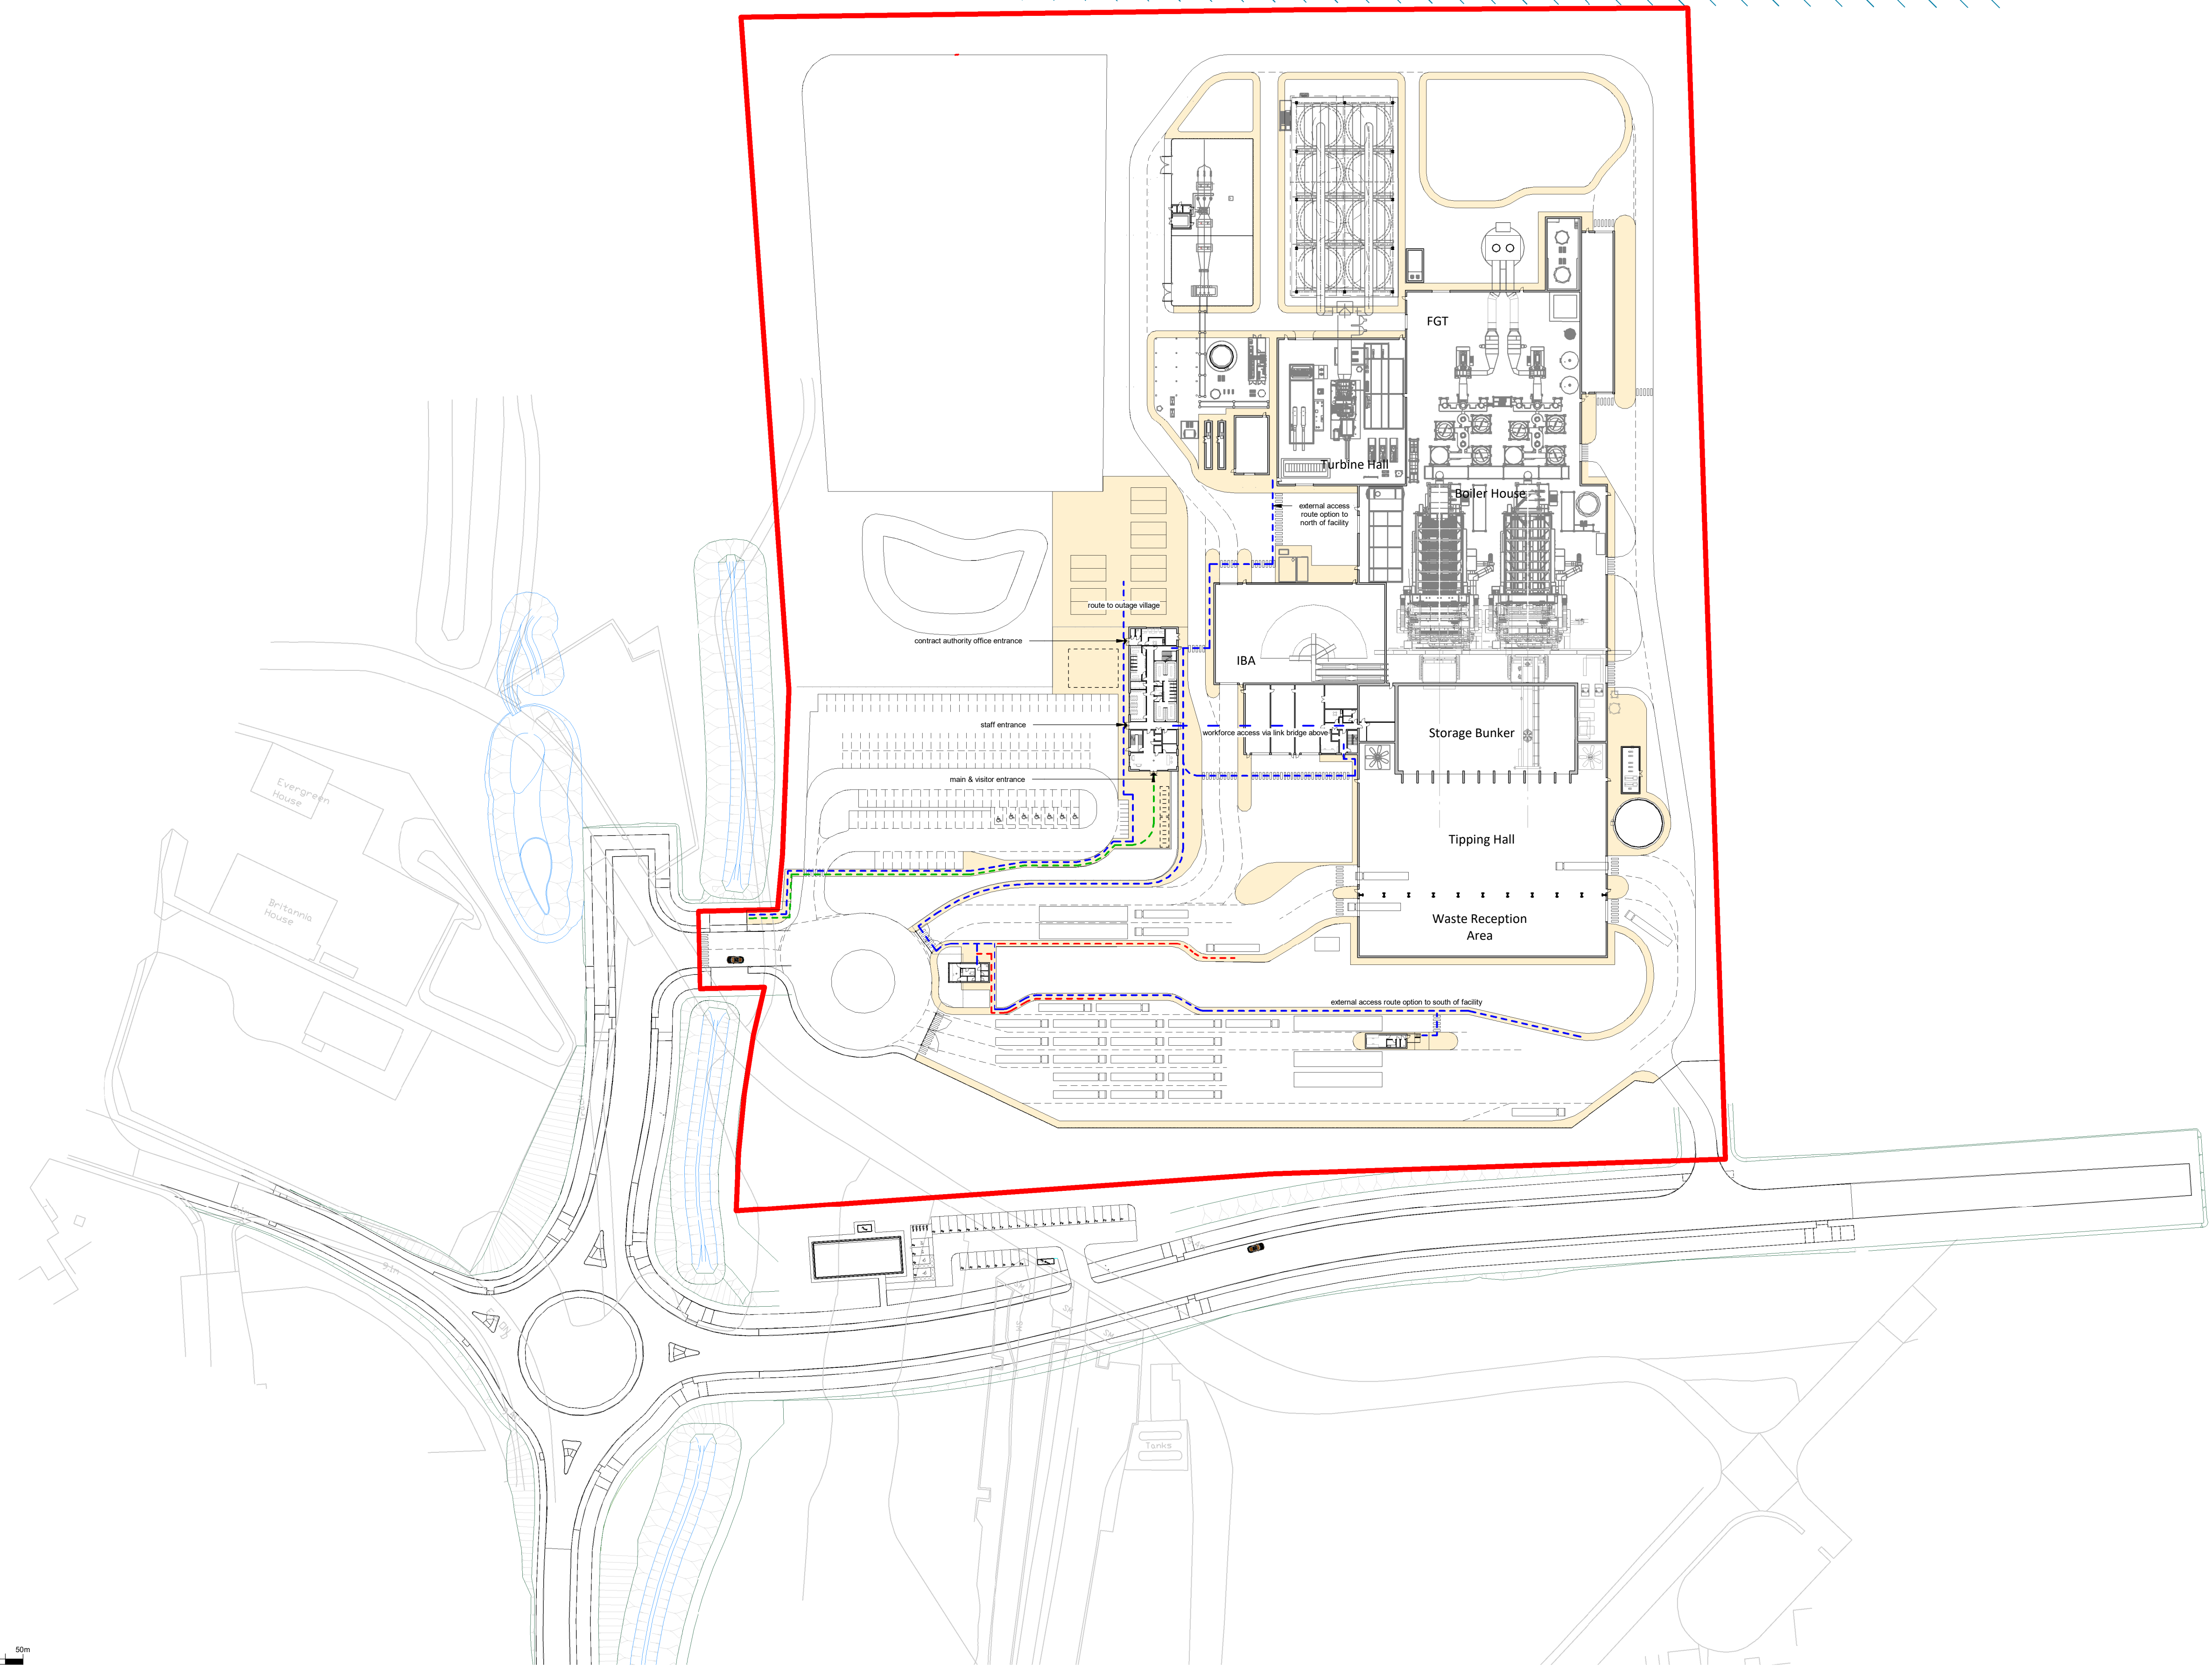 FGT
Turbine Hall
Boiler House
external access
route option to
north of facility
route to outage village
contract authority office entrance
IBA
staff entrance
workforce access via link bridge above
Storage Bunker
main & visitor entrance
Evergreen
House
Tipping Hall
Britannia
House
Waste Reception
Area
external access route option to south of facility
Tanks
50m